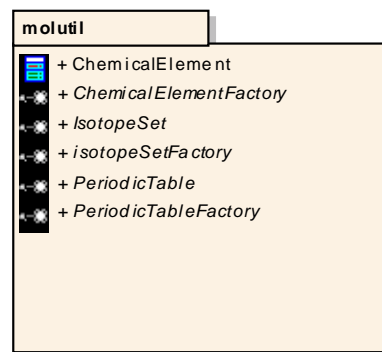 molutil
+ ChemicalElement
+ ChemicalElementFactory
+ IsotopeSet
+ isotopeSetFactory
+ PeriodicTable
+ PeriodicTableFactory